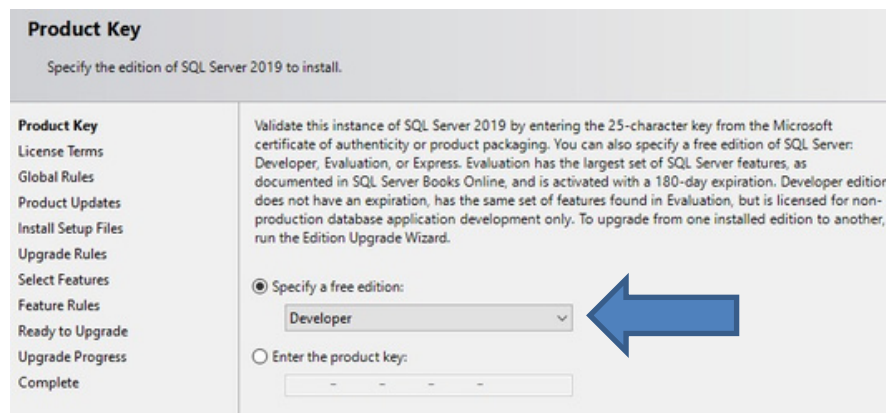 Product Key
Specify the edition of SQL Server 2019 to install.
Product Key
License Terms
Global Rules
Product Updates
Install Setup Files
Upgrade Rules
Select Features
Feature Rules
Ready to Upgrade
Upgrade Progress
Complete
Validate this instance of SQL Server 2019 by entering the 25-character key from the Microsoft
certificate of authenticity or product packaging. You can also specify a free edition of SQL Server:
Developer, Evaluation, or Express. Evaluation has the largest set of SQL Server features, as
documented in SQL Server Books Online, and is activated with a 180-day expiration. Developer edition
does not have an expiration, has the same set of features found in Evaluation, but is licensed for non-
production database application development only. To upgrade from one installed edition to another,
run the Edition Upgrade Wizard.
Specify a free edition:
Developer
Enter the product key:
- - - -